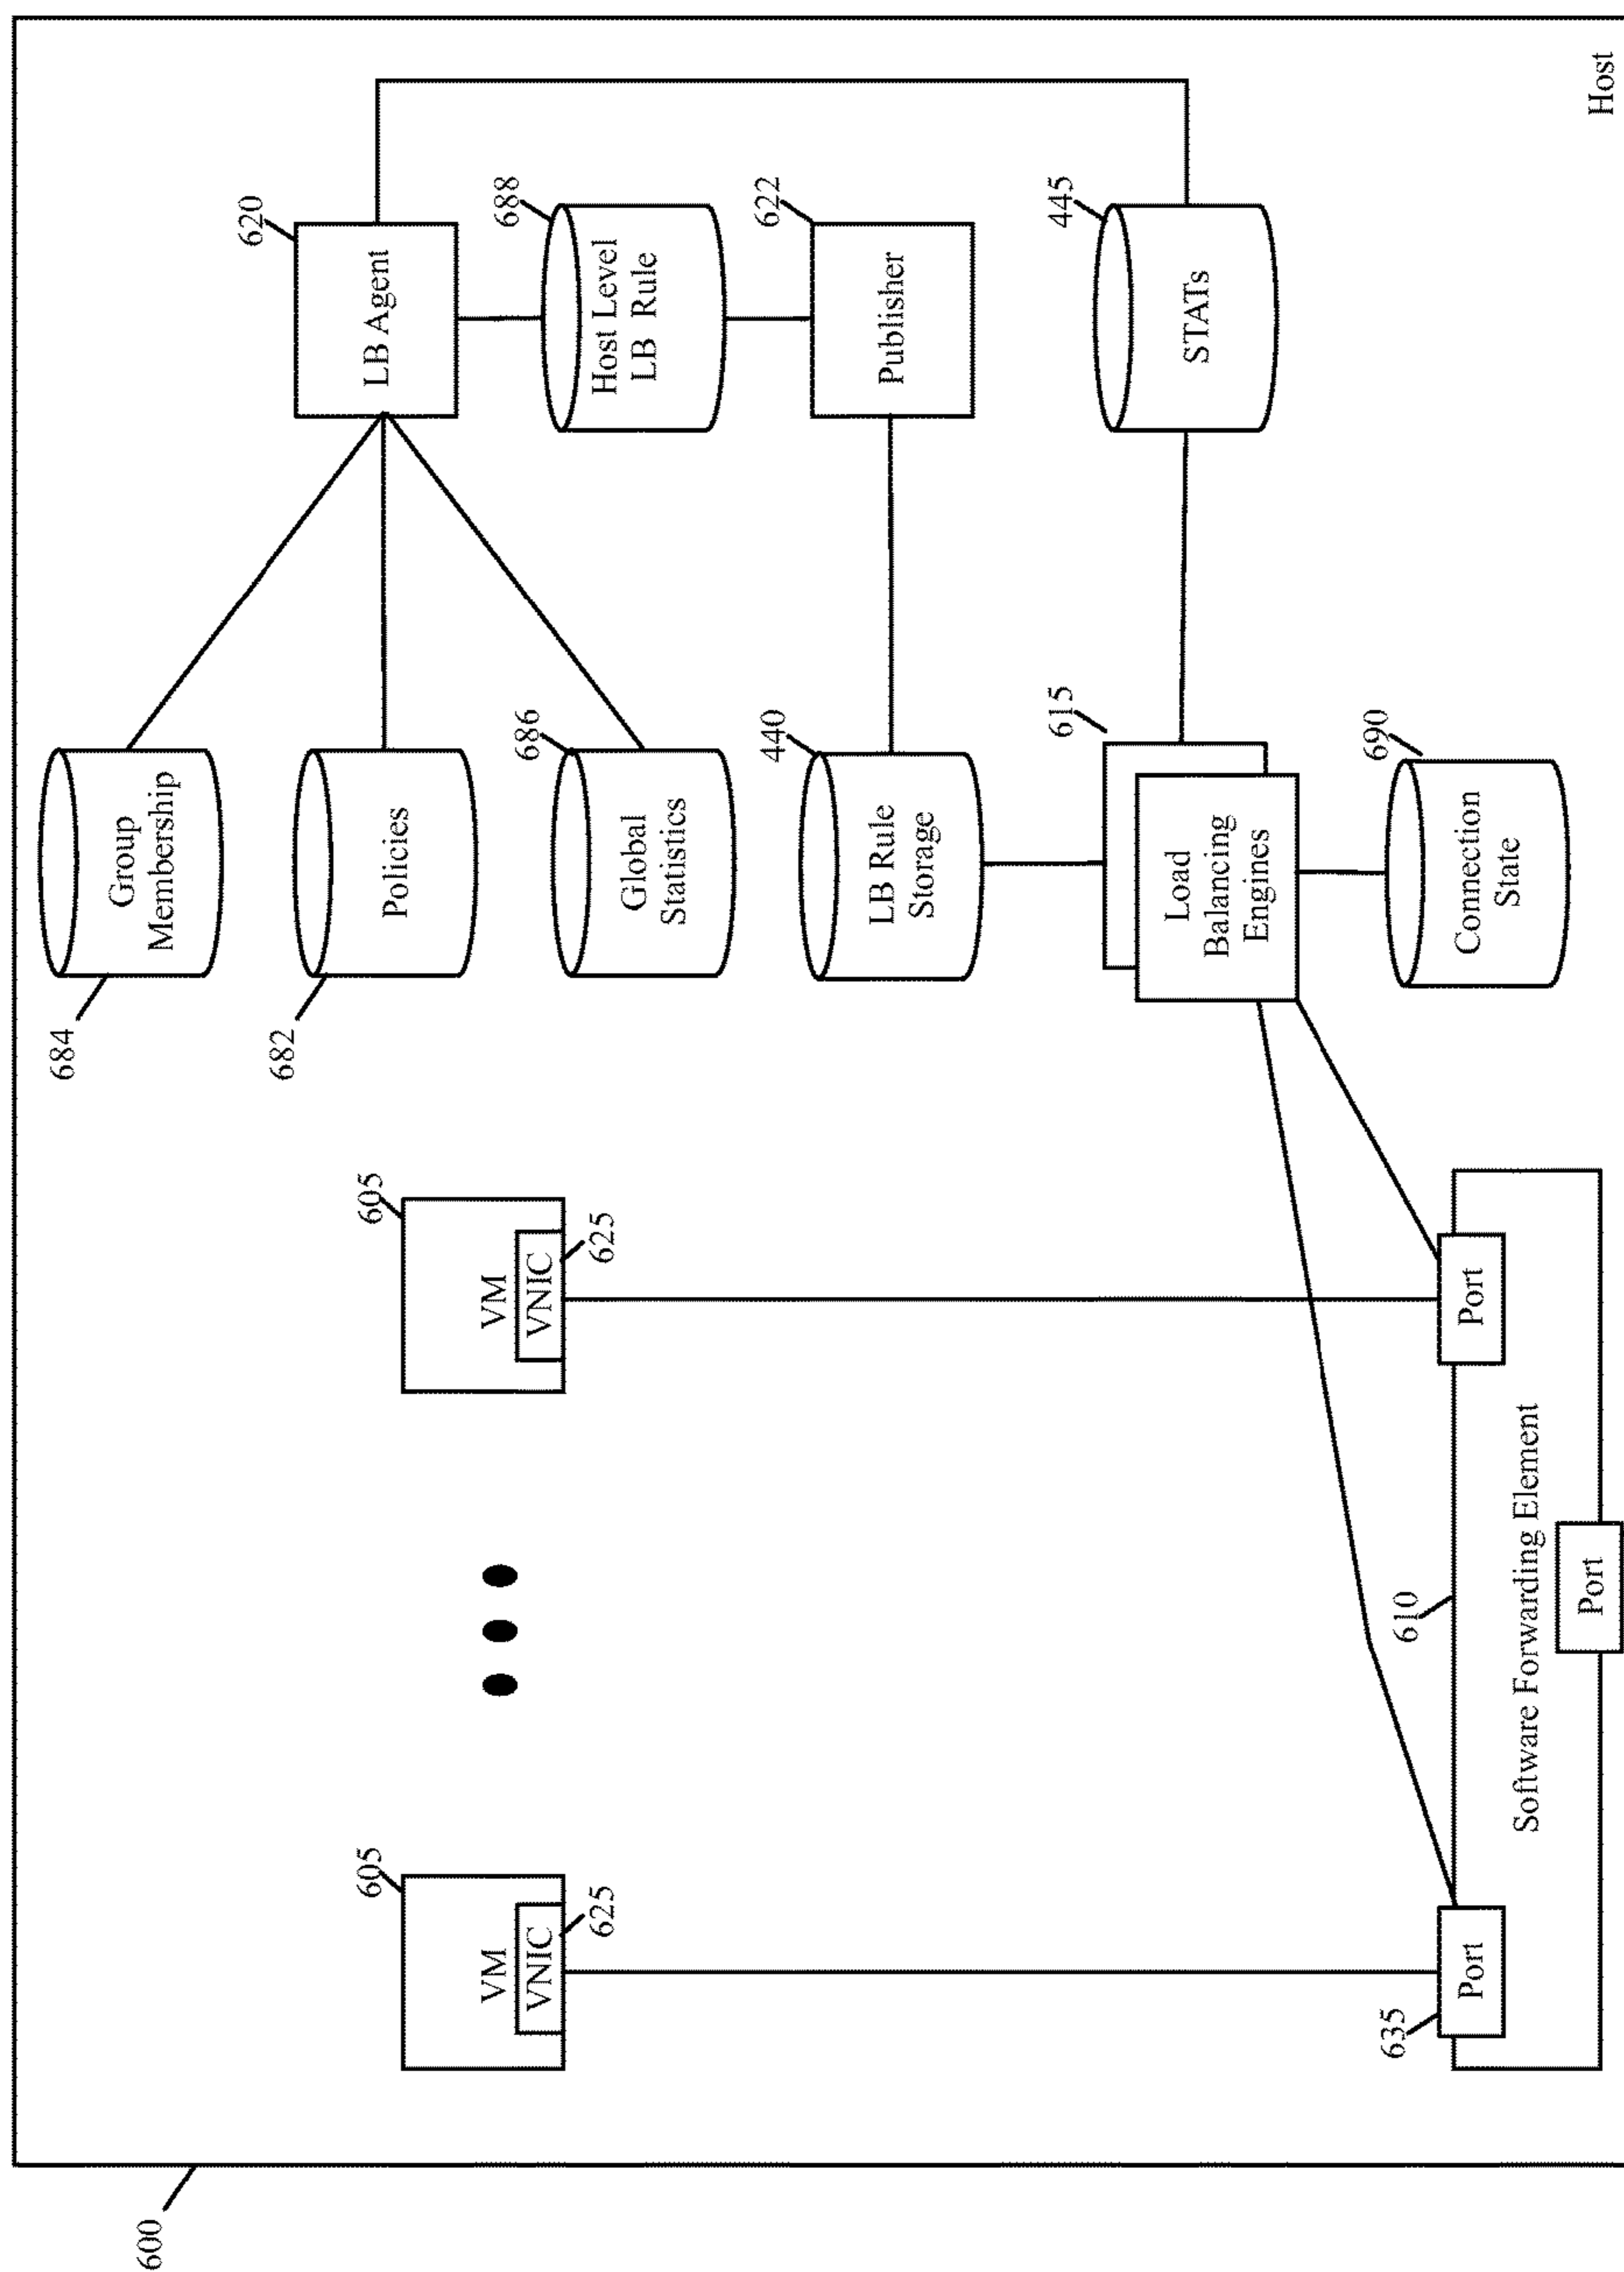 600
605
VM
VNIC
625
605
VM
VNIC
625
635
Port
610
Software Forwarding Element
Port
Port
684
Group
Membership
682
Policies
686
Global
Statistics
440
LB Rule
Storage
615
Load
Balancing
Engines
690
Connection
State
620
LB Agent
688
Host Level
LB Rule
622
Publisher
445
STATs
Host